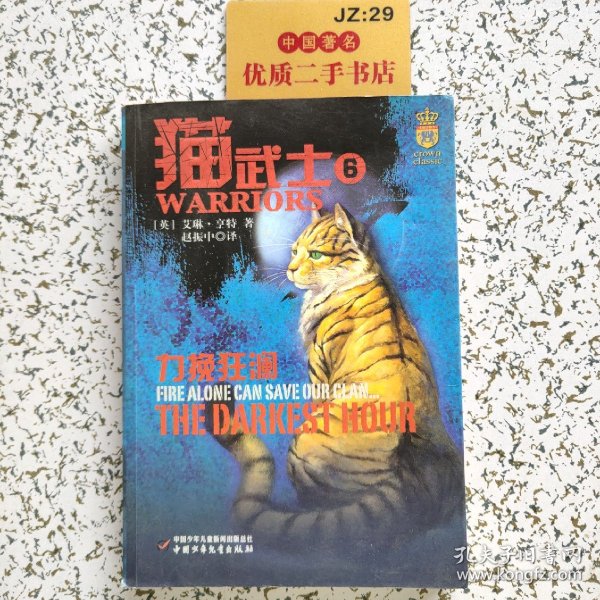 JZ:29
中国著名
优质二手书店
猫武士6
WARRIORS
[英] 艾琳·亨特 著
赵振中◎译
crown
classic
力挽狂澜
FIRE ALONE CAN SAVE OUR CLAN...
THE DARKEST HOUR
中国少年儿童新闻出版总社
中国少年儿童出版社
孔夫子旧书网
www.kongfz.com